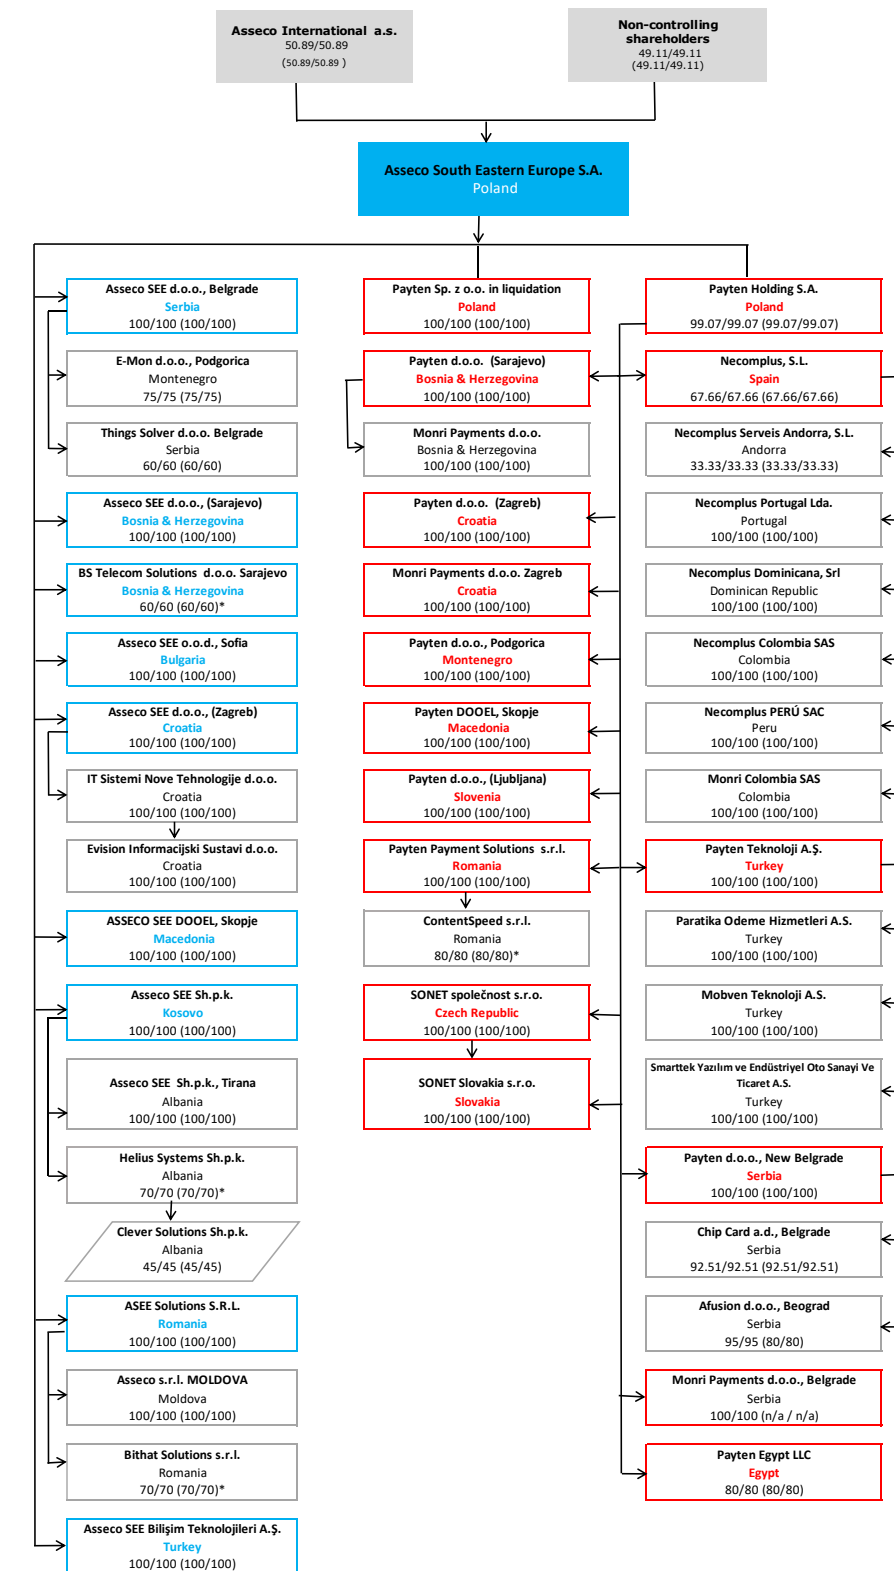 Asseco International a.s.
50.89/50.89
(50.89/50.89 )
Non-controlling
shareholders
49.11/49.11
(49.11/49.11)
Asseco South Eastern Europe S.A.
Poland
Asseco SEE d.o.o., Belgrade
Serbia
100/100 (100/100)
E-Mon d.o.o., Podgorica
Montenegro
75/75 (75/75)
Things Solver d.o.o. Belgrade
Serbia
60/60 (60/60)
Asseco SEE d.o.o., (Sarajevo)
Bosnia & Herzegovina
100/100 (100/100)
BS Telecom Solutions d.o.o. Sarajevo
Bosnia & Herzegovina
60/60 (60/60)*
Asseco SEE o.o.d., Sofia
Bulgaria
100/100 (100/100)
Asseco SEE d.o.o., (Zagreb)
Croatia
100/100 (100/100)
IT Sistemi Nove Tehnologije d.o.o.
Croatia
100/100 (100/100)
Evision Informacijski Sustavi d.o.o.
Croatia
100/100 (100/100)
ASSECO SEE DOOEL, Skopje
Macedonia
100/100 (100/100)
Asseco SEE Sh.p.k.
Kosovo
100/100 (100/100)
Asseco SEE Sh.p.k., Tirana
Albania
100/100 (100/100)
Helius Systems Sh.p.k.
Albania
70/70 (70/70)*
Clever Solutions Sh.p.k.
Albania
45/45 (45/45)
ASEE Solutions S.R.L.
Romania
100/100 (100/100)
Asseco s.r.l. MOLDOVA
Moldova
100/100 (100/100)
Bithat Solutions s.r.l.
Romania
70/70 (70/70)*
Asseco SEE Bilişim Teknolojileri A.Ş.
Turkey
100/100 (100/100)
Payten Sp. z o.o. in liquidation
Poland
100/100 (100/100)
Payten d.o.o. (Sarajevo)
Bosnia & Herzegovina
100/100 (100/100)
Monri Payments d.o.o.
Bosnia & Herzegovina
100/100 (100/100)
Payten d.o.o. (Zagreb)
Croatia
100/100 (100/100)
Monri Payments d.o.o. Zagreb
Croatia
100/100 (100/100)
Payten d.o.o., Podgorica
Montenegro
100/100 (100/100)
Payten DOOEL, Skopje
Macedonia
100/100 (100/100)
Payten d.o.o., (Ljubljana)
Slovenia
100/100 (100/100)
Payten Payment Solutions s.r.l.
Romania
100/100 (100/100)
ContentSpeed s.r.l.
Romania
80/80 (80/80)*
SONET společnost s.r.o.
Czech Republic
100/100 (100/100)
SONET Slovakia s.r.o.
Slovakia
100/100 (100/100)
Payten Holding S.A.
Poland
99.07/99.07 (99.07/99.07)
Necomplus, S.L.
Spain
67.66/67.66 (67.66/67.66)
Necomplus Serveis Andorra, S.L.
Andorra
33.33/33.33 (33.33/33.33)
Necomplus Portugal Lda.
Portugal
100/100 (100/100)
Necomplus Dominicana, Srl
Dominican Republic
100/100 (100/100)
Necomplus Colombia SAS
Colombia
100/100 (100/100)
Necomplus PERÚ SAC
Peru
100/100 (100/100)
Monri Colombia SAS
Colombia
100/100 (100/100)
Payten Teknoloji A.Ş.
Turkey
100/100 (100/100)
Paratika Odeme Hizmetleri A.S.
Turkey
100/100 (100/100)
Mobven Teknoloji A.S.
Turkey
100/100 (100/100)
Smarttek Yazılım ve Endüstriyel Oto Sanayi Ve
Ticaret A.S.
Turkey
100/100 (100/100)
Payten d.o.o., New Belgrade
Serbia
100/100 (100/100)
Chip Card a.d., Belgrade
Serbia
92.51/92.51 (92.51/92.51)
Afusion d.o.o., Beograd
Serbia
95/95 (80/80)
Monri Payments d.o.o., Belgrade
Serbia
100/100 (n/a / n/a)
Payten Egypt LLC
Egypt
80/80 (80/80)